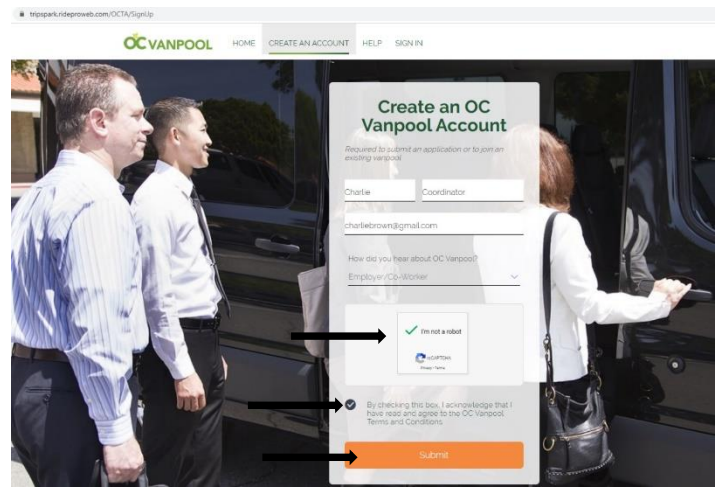 tripspark.rideproweb.com/OCTA/SignUp
OC VANPOOL HOME CREATE AN ACCOUNT HELP SIGN IN
Create an OC
Vanpool Account
Required to submit an application or to join an
existing vanpool
Charlie Coordinator
charliebrown@gmail.com
How did you hear about OC Vanpool?
Employer/Co-Worker
I'm not a robot
reCAPTCHA
Privacy - Terms
By checking this box, I acknowledge that I
have read and agree to the OC Vanpool
Terms and Conditions.
Submit